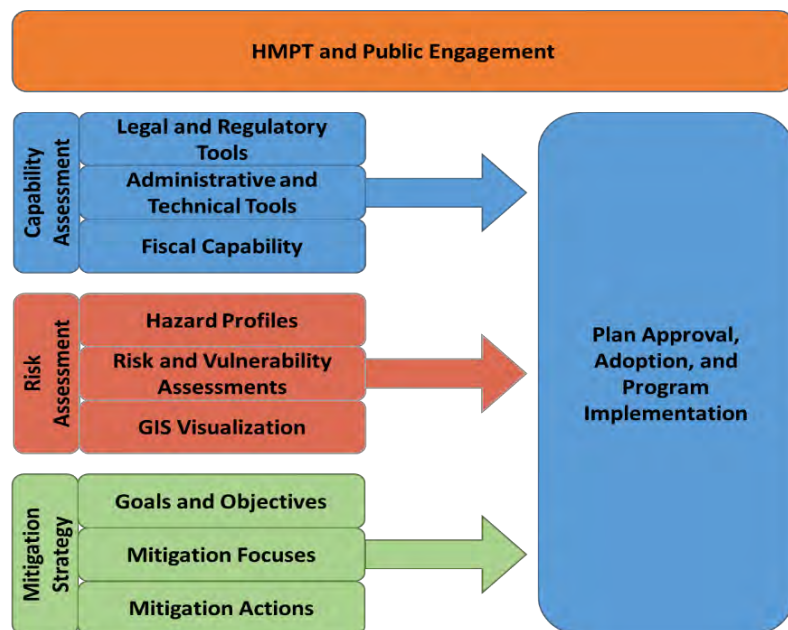 HMPT and Public Engagement
Capability
Assessment
Legal and Regulatory
Tools
Administrative and
Technical Tools
Fiscal Capability
Risk
Assessment
Hazard Profiles
Risk and Vulnerability
Assessments
GIS Visualization
Mitigation
Strategy
Goals and Objectives
Mitigation Focuses
Mitigation Actions
Plan Approval,
Adoption, and
Program
Implementation